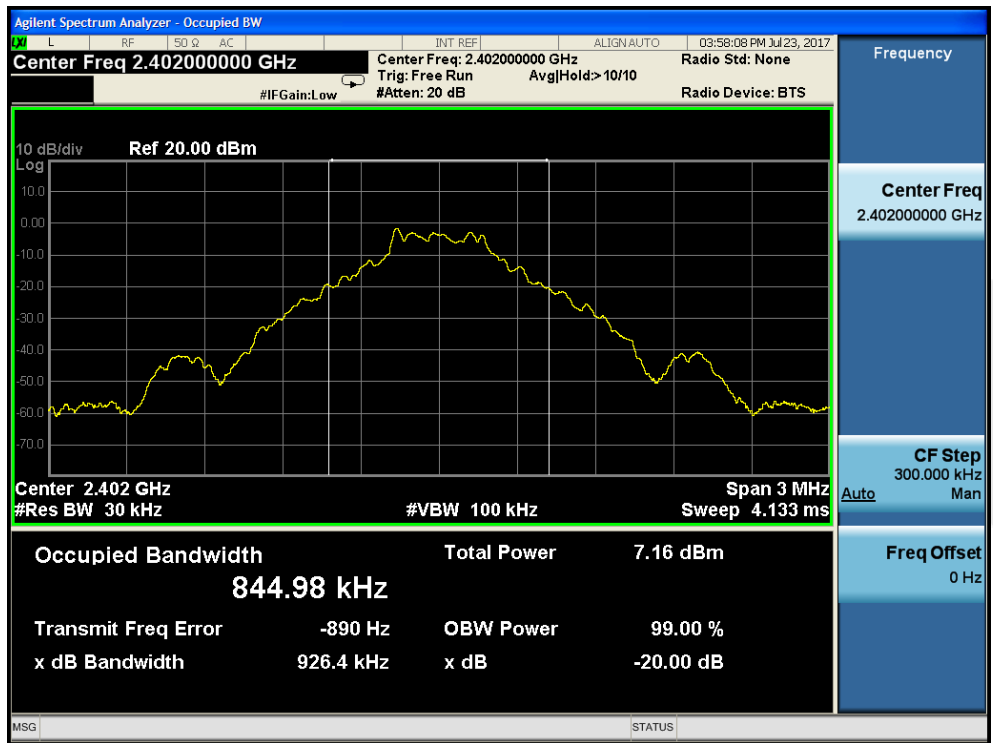 Agilent Spectrum Analyzer - Occupied BW
LXI L RF 50 Ω AC INT REF ALIGN AUTO 03:58:08 PM Jul 23, 2017
Center Freq 2.402000000 GHz
Center Freq: 2.402000000 GHz
Radio Std: None
Trig: Free Run Avg|Hold:> 10/10
#IFGain:Low
#Atten: 20 dB
Radio Device: BTS
10 dB/div Ref 20.00 dBm
Log
10.0
0.00
-10.0
-20.0
-30.0
-40.0
-50.0
-60.0
-70.0
Center 2.402 GHz Span 3 MHz
#Res BW 30 kHz #VBW 100 kHz Sweep 4.133 ms
Occupied Bandwidth Total Power 7.16 dBm
844.98 kHz
Transmit Freq Error -890 Hz OBW Power 99.00 %
x dB Bandwidth 926.4 kHz x dB -20.00 dB
MSG STATUS
Frequency
Center Freq
2.402000000 GHz
CF Step
300.000 kHz
Auto Man
Freq Offset
0 Hz